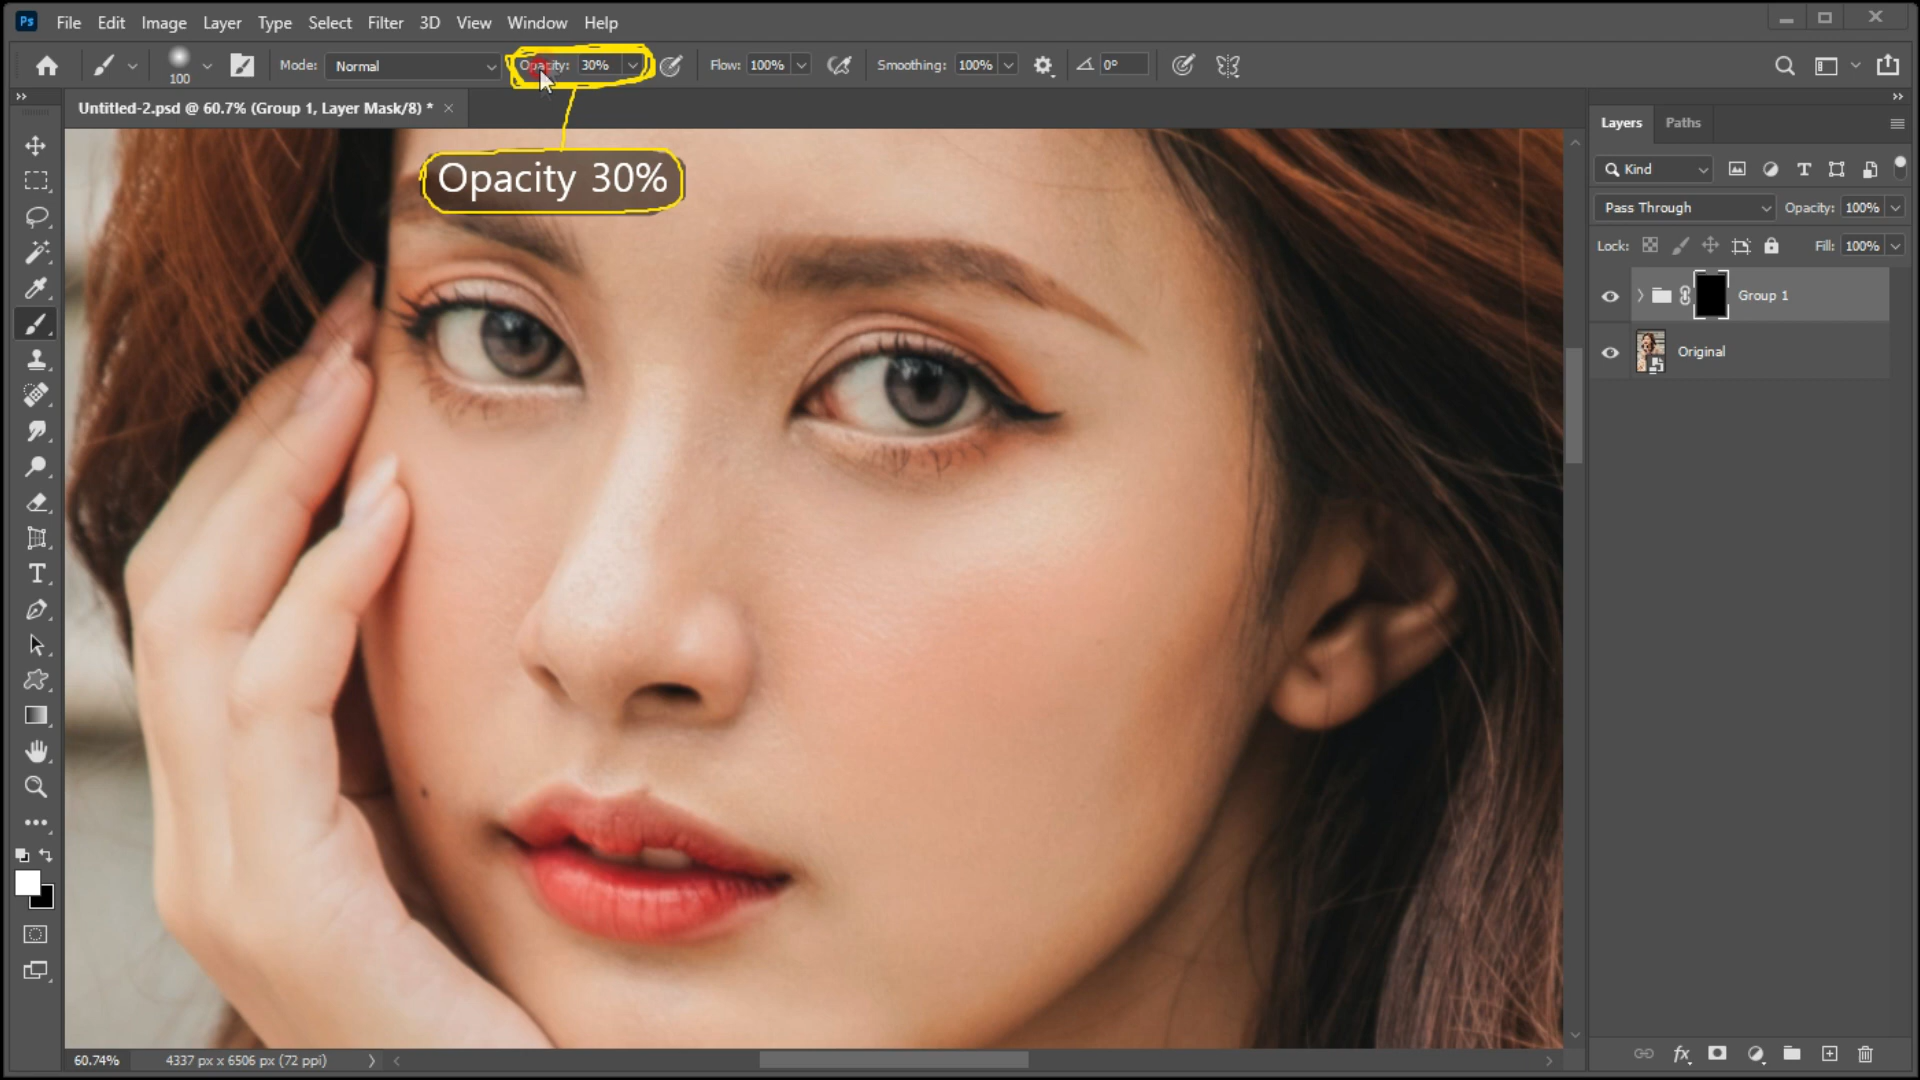 Ps File Edit Image Layer Type Select Filter 3D View Window Help
100 Mode: Normal Opacity: 30% Flow: 100% Smoothing: 100% 0°
Untitled-2.psd @ 60.7% (Group 1, Layer Mask/8) *
Opacity 30%
Layers Paths
Kind
Pass Through Opacity: 100%
Lock: Fill: 100%
Group 1
Original
60.74% 4337 px x 6506 px (72 ppi)